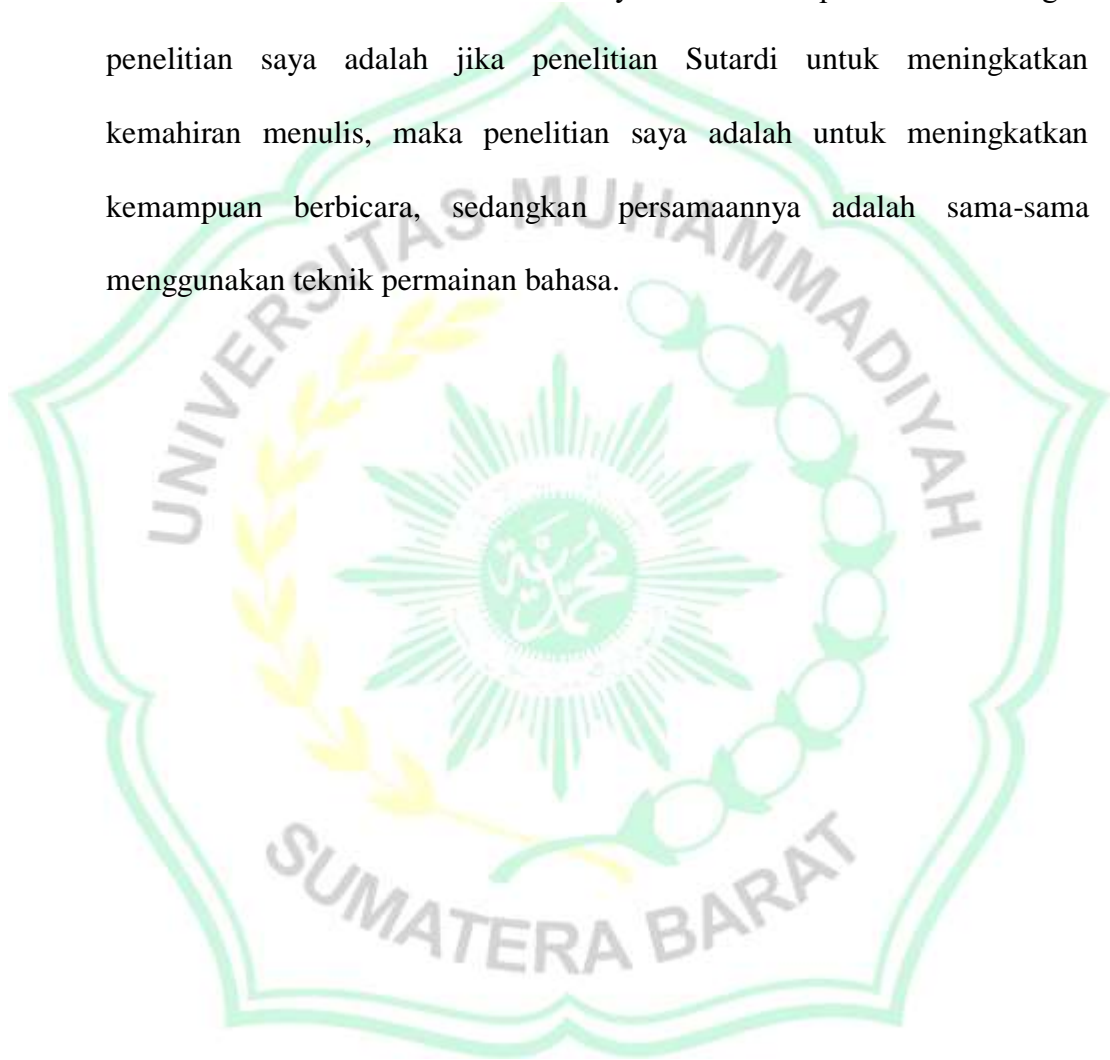 penelitian saya adalah jika penelitian Sutardi untuk meningkatkan
kemahiran menulis, maka penelitian saya adalah untuk meningkatkan
kemampuan berbicara, sedangkan persamaannya adalah sama-sama
menggunakan teknik permainan bahasa.
UNIVERSITAS MUHAMMADIYAH
SUMATERA BARAT